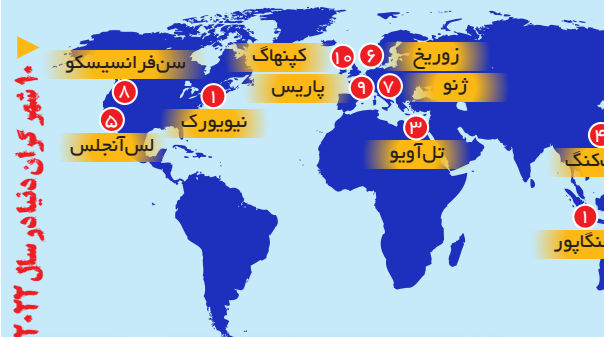 ۱۰ شهر گران دنیا در سال ۲۰۲۲
زوریخ
۶
کپنهاگ
۱۰
سن‌فرانسیسکو
۸
ژنو
۷
پاریس
۹
نیویورک
۱
لس‌آنجلس
۵
تل‌آویو
۳
۴
۱